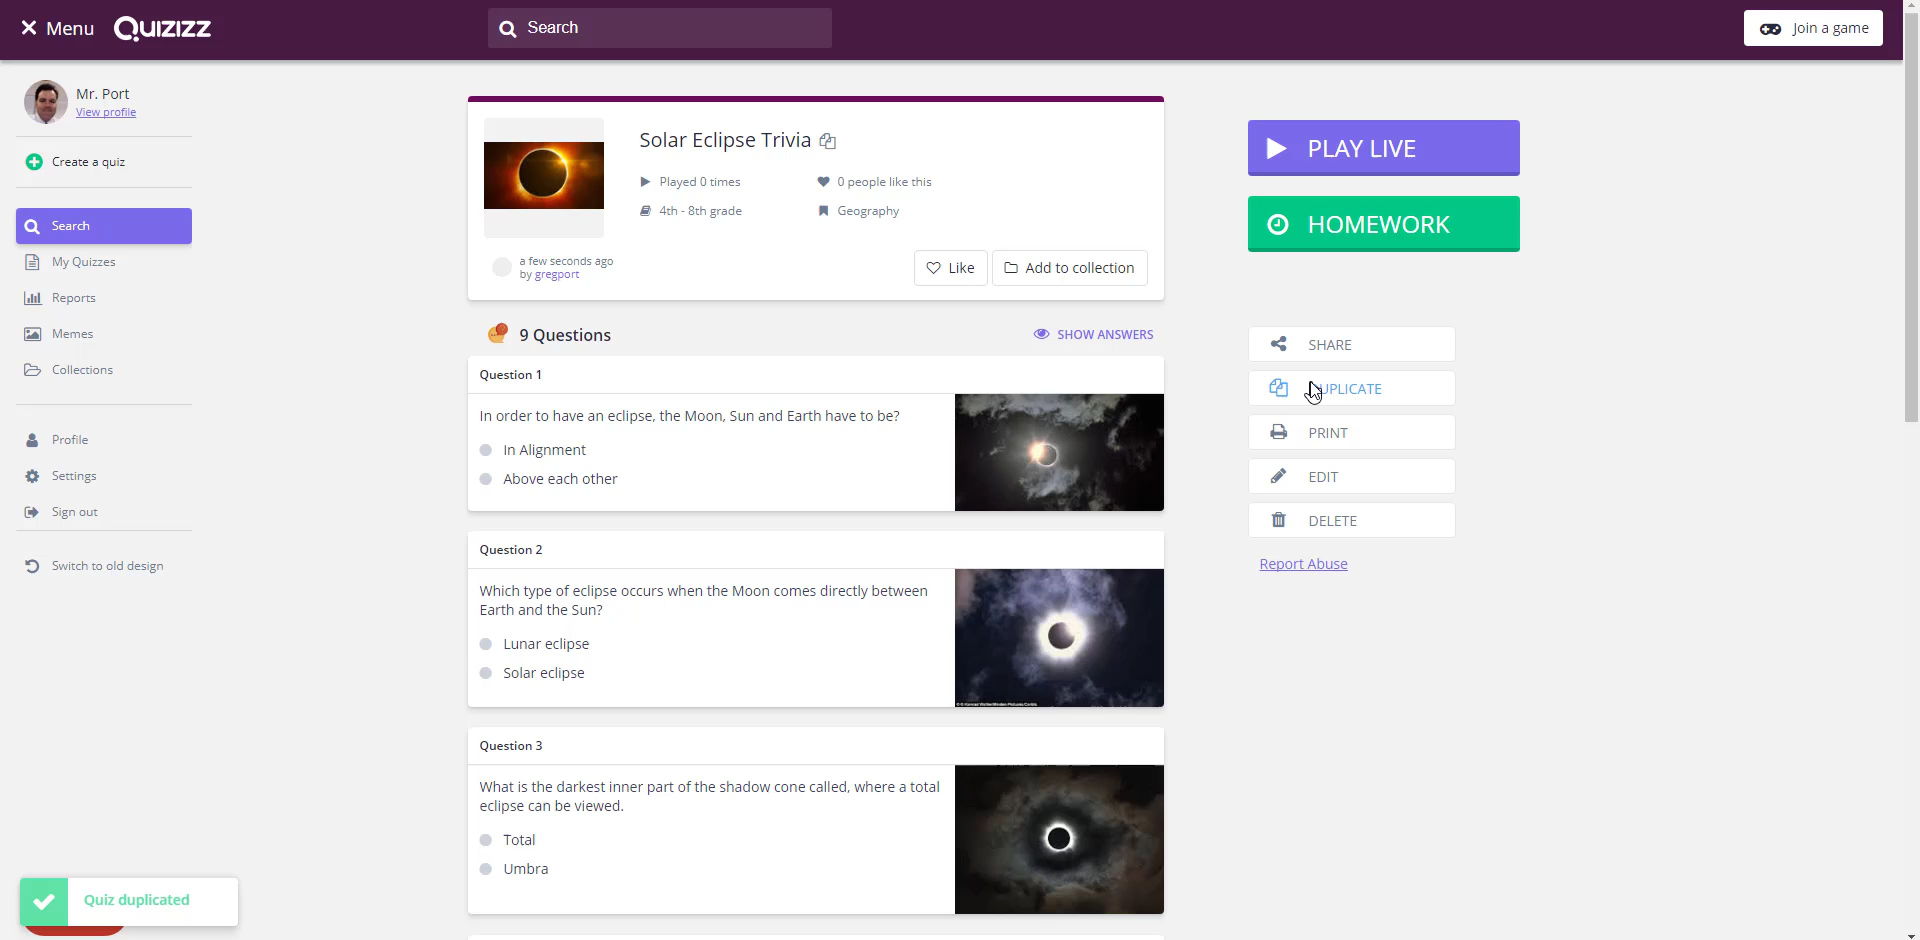 Menu
Quizizz
Search
Join a game
Mr. Port
View profile
Create a quiz
Search
My Quizzes
Reports
Memes
Collections
Profile
Settings
Sign out
Switch to old design
Quiz duplicated
Solar Eclipse Trivia
Played 0 times
0 people like this
4th - 8th grade
Geography
a few seconds ago
by gregport
Like
Add to collection
9 Questions
SHOW ANSWERS
Question 1
In order to have an eclipse, the Moon, Sun and Earth have to be?
In Alignment
Above each other
Question 2
Which type of eclipse occurs when the Moon comes directly between
Earth and the Sun?
Lunar eclipse
Solar eclipse
Question 3
What is the darkest inner part of the shadow cone called, where a total
eclipse can be viewed.
Total
Umbra
PLAY LIVE
HOMEWORK
SHARE
DUPLICATE
PRINT
EDIT
DELETE
Report Abuse